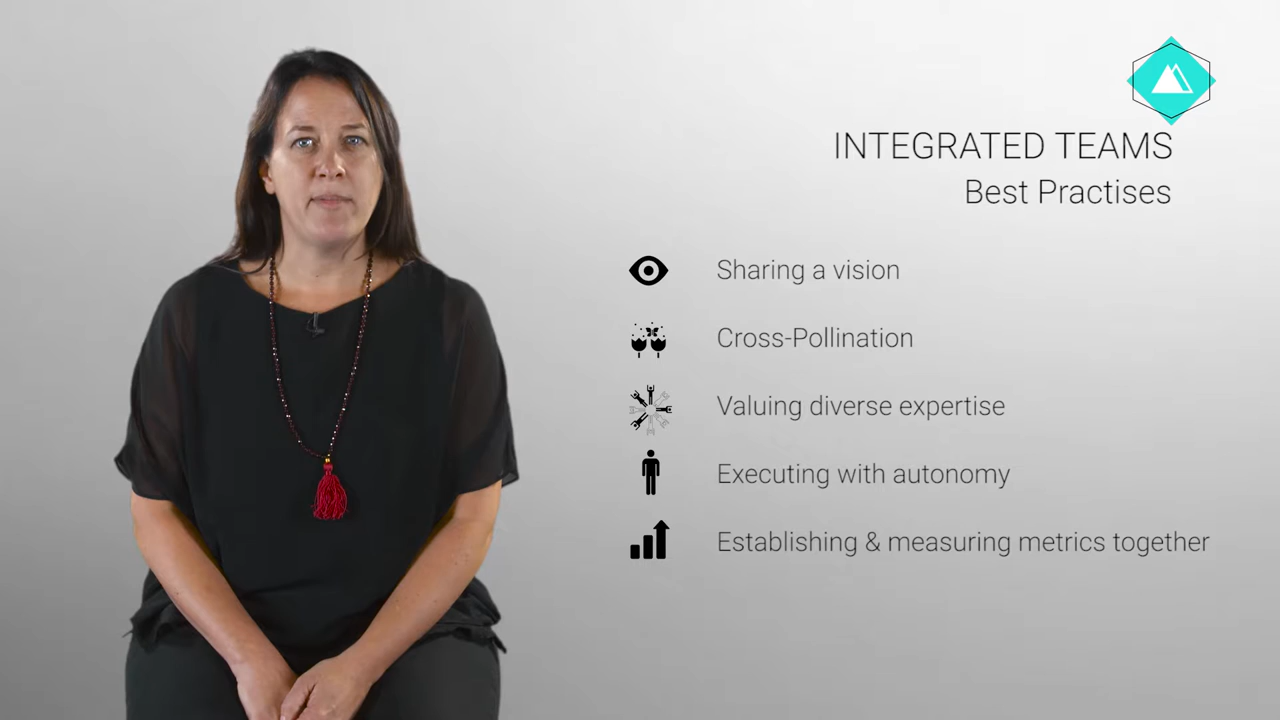 INTEGRATED TEAMS
Best Practises
Sharing a vision
Cross-Pollination
Valuing diverse expertise
Executing with autonomy
Establishing & measuring metrics together